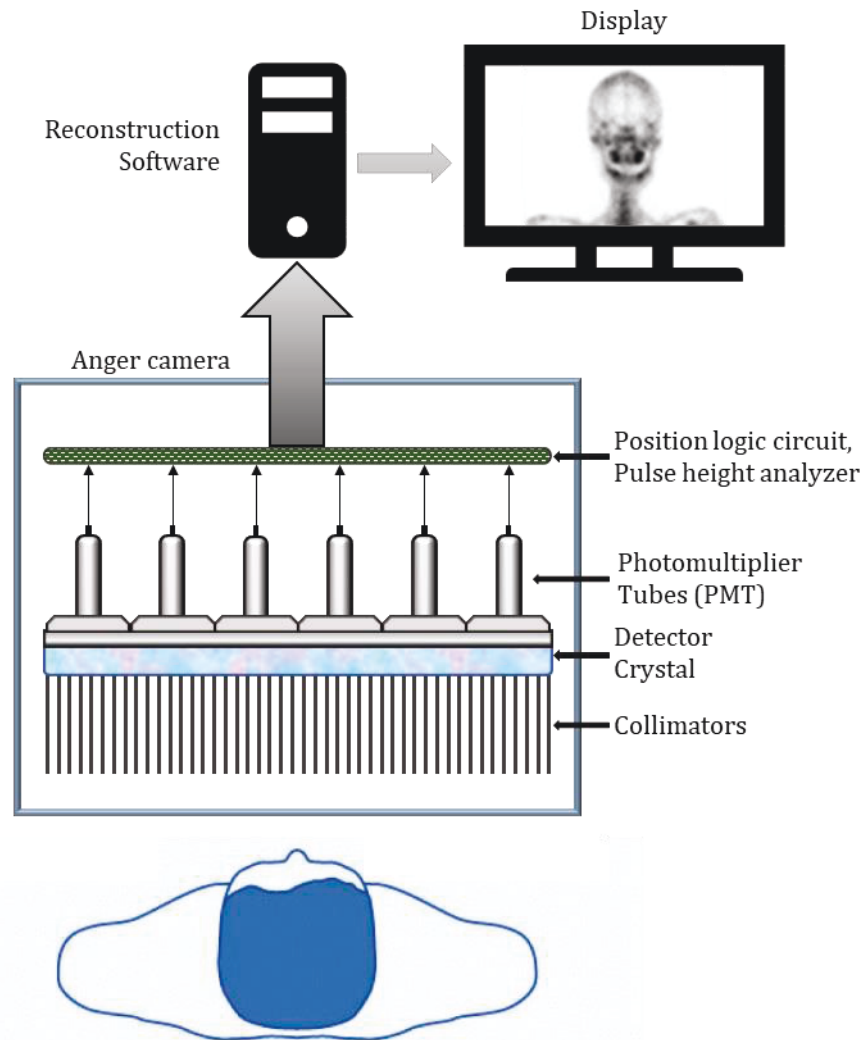 Display
Reconstruction
Software
Anger camera
Position logic circuit,
Pulse height analyzer
Photomultiplier
Tubes (PMT)
Detector
Crystal
Collimators